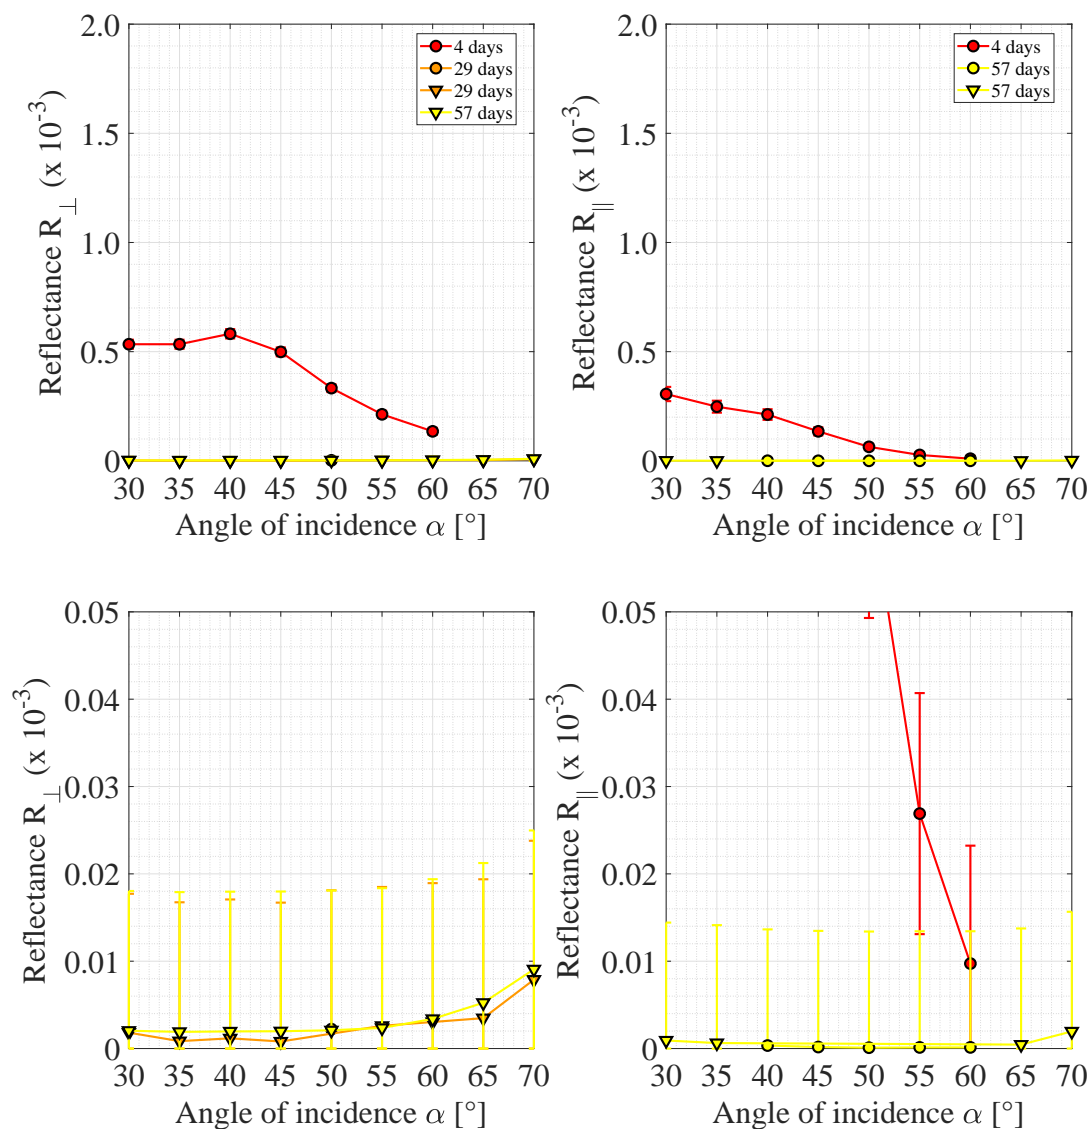 2.0
1.5
1.0
0.5
0
30 35 40 45 50 55 60 65 70
Angle of incidence α [°]
Reflectance R⊥ (x 10-3)
4 days
29 days
29 days
57 days
2.0
1.5
1.0
0.5
0
30 35 40 45 50 55 60 65 70
Angle of incidence α [°]
Reflectance R|| (x 10-3)
4 days
57 days
57 days
0.05
0.04
0.03
0.02
0.01
0
30 35 40 45 50 55 60 65 70
Angle of incidence α [°]
Reflectance R⊥ (x 10-3)
0.05
0.04
0.03
0.02
0.01
0
30 35 40 45 50 55 60 65 70
Angle of incidence α [°]
Reflectance R|| (x 10-3)